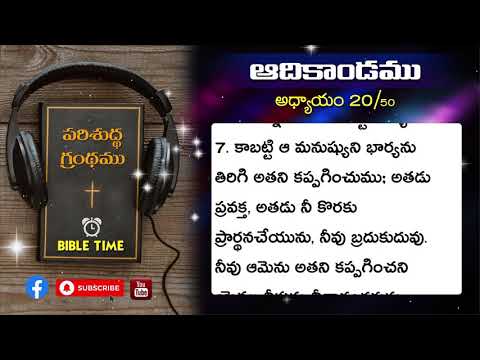 ఆదికాండము
అధ్యాయం 20/50
7. కాబట్టి ఆ మనుష్యుని భార్యను
తిరిగి అతని కప్పగించుము; అతడు
ప్రవక్త, అతడు నీ కొరకు
ప్రార్థనచేయును, నీవు బ్రదుకుదువు.
నీవు ఆమెను అతని కప్పగించని
పరిశుద్ధ
గ్రంథము
BIBLE TIME
SUBSCRIBE
You
Tube